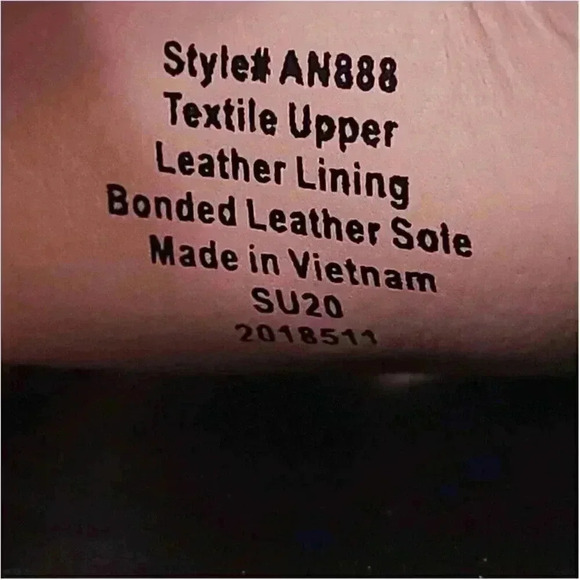 Style# AN888
Textile Upper
Leather Lining
Bonded Leather Sole
Made in Vietnam
SU20
2018511